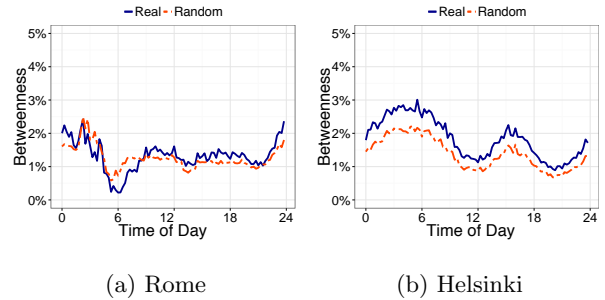 Real Random
5%
4%
3%
2%
1%
0%
Betweenness
0 6 12 18 24
Time of Day
(a) Rome
Real Random
5%
4%
3%
2%
1%
0%
Betweenness
0 6 12 18 24
Time of Day
(b) Helsinki